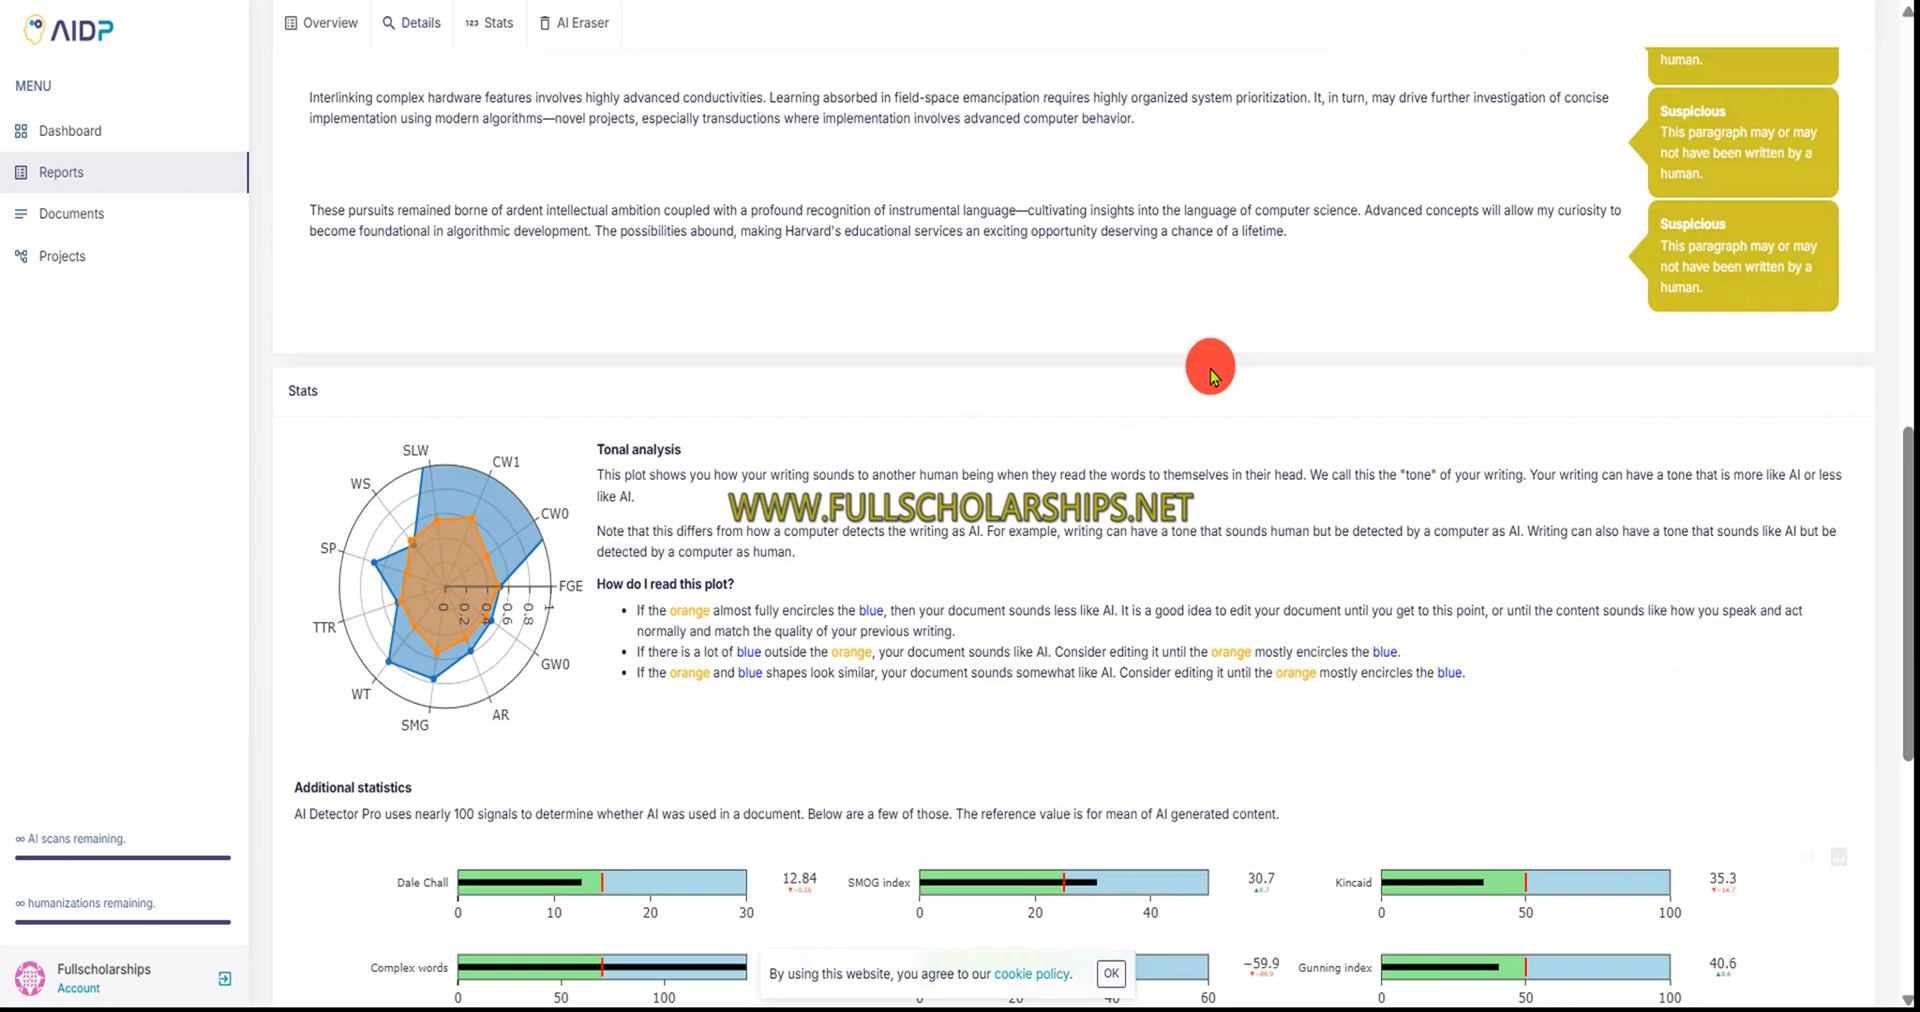 AIDP
MENU
Dashboard
Reports
Documents
Projects
∞ AI scans remaining.
∞ humanizations remaining.
Fullscholarships
Account
Overview
Details
123 Stats
AI Eraser
human.
Interlinking complex hardware features involves highly advanced conductivities. Learning absorbed in field-space emancipation requires highly organized system prioritization. It, in turn, may drive further investigation of concise
implementation using modern algorithms—novel projects, especially transductions where implementation involves advanced computer behavior.
Suspicious
This paragraph may or may
not have been written by a
human.
These pursuits remained borne of ardent intellectual ambition coupled with a profound recognition of instrumental language—cultivating insights into the language of computer science. Advanced concepts will allow my curiosity to
become foundational in algorithmic development. The possibilities abound, making Harvard's educational services an exciting opportunity deserving a chance of a lifetime.
Suspicious
This paragraph may or may
not have been written by a
human.
Stats
SLW
CW1
WS
CW0
SP
FGE
0 0.2 0.4 0.6 0.8 1
TTR
GW0
WT
AR
SMG
Tonal analysis
This plot shows you how your writing sounds to another human being when they read the words to themselves in their head. We call this the "tone" of your writing. Your writing can have a tone that is more like AI or less
like AI.
WWW.FULLSCHOLARSHIPS.NET
Note that this differs from how a computer detects the writing as AI. For example, writing can have a tone that sounds human but be detected by a computer as AI. Writing can also have a tone that sounds like AI but be
detected by a computer as human.
How do I read this plot?
• If the orange almost fully encircles the blue, then your document sounds less like AI. It is a good idea to edit your document until you get to this point, or until the content sounds like how you speak and act
normally and match the quality of your previous writing.
• If there is a lot of blue outside the orange, your document sounds like AI. Consider editing it until the orange mostly encircles the blue.
• If the orange and blue shapes look similar, your document sounds somewhat like AI. Consider editing it until the orange mostly encircles the blue.
Additional statistics
AI Detector Pro uses nearly 100 signals to determine whether AI was used in a document. Below are a few of those. The reference value is for mean of AI generated content.
Dale Chall
0 10 20 30
12.84
▼−0.16
SMOG index
0 20 40
30.7
▲5.7
Kincaid
0 50 100
35.3
▼−14.7
Complex words
0 50 100
−59.9
60
Gunning index
0 50 100
40.6
By using this website, you agree to our cookie policy.
OK